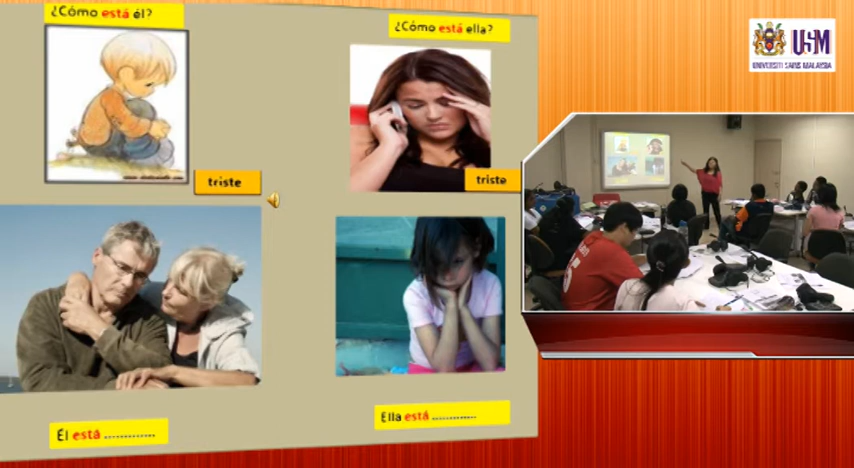 ¿Cómo está él?
¿Cómo está ella?
triste
triste
Él está .............
Ella está .............
USM
UNIVERSITI SAINS MALAYSIA